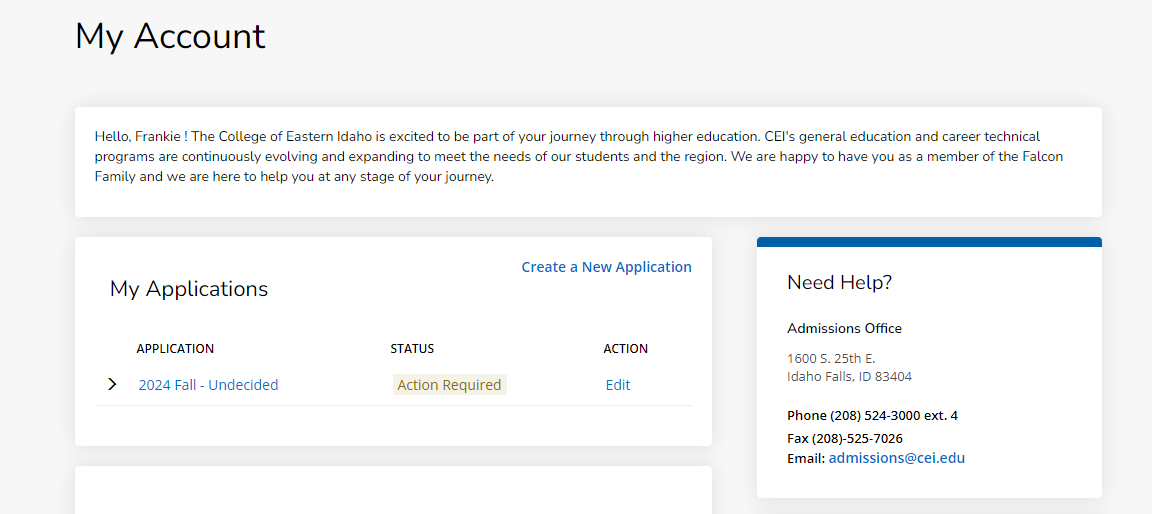 My Account
Hello, Frankie ! The College of Eastern Idaho is excited to be part of your journey through higher education. CEI's general education and career technical
programs are continuously evolving and expanding to meet the needs of our students and the region. We are happy to have you as a member of the Falcon
Family and we are here to help you at any stage of your journey.
Create a New Application
My Applications
APPLICATION STATUS ACTION
2024 Fall - Undecided Action Required Edit
Need Help?
Admissions Office
1600 S. 25th E.
Idaho Falls, ID 83404
Phone (208) 524-3000 ext. 4
Fax (208)-525-7026
Email: admissions@cei.edu